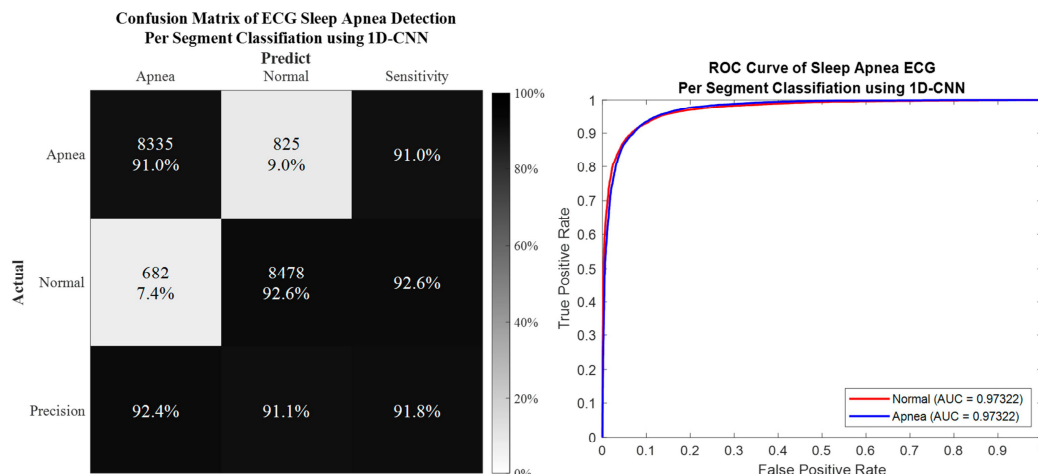 Confusion Matrix of ECG Sleep Apnea Detection
Per Segment Classifiation using 1D-CNN
Predict
Apnea Normal Sensitivity
Actual
Apnea
8335
91.0%
825
9.0%
91.0%
Normal
682
7.4%
8478
92.6%
92.6%
Precision
92.4%
91.1%
91.8%
100%
80%
60%
40%
20%
0%
ROC Curve of Sleep Apnea ECG
Per Segment Classifiation using 1D-CNN
True Positive Rate
1
0.9
0.8
0.7
0.6
0.5
0.4
0.3
0.2
0.1
0
Normal (AUC = 0.97322)
Apnea (AUC = 0.97322)
0 0.1 0.2 0.3 0.4 0.5 0.6 0.7 0.8 0.9
False Positive Rate